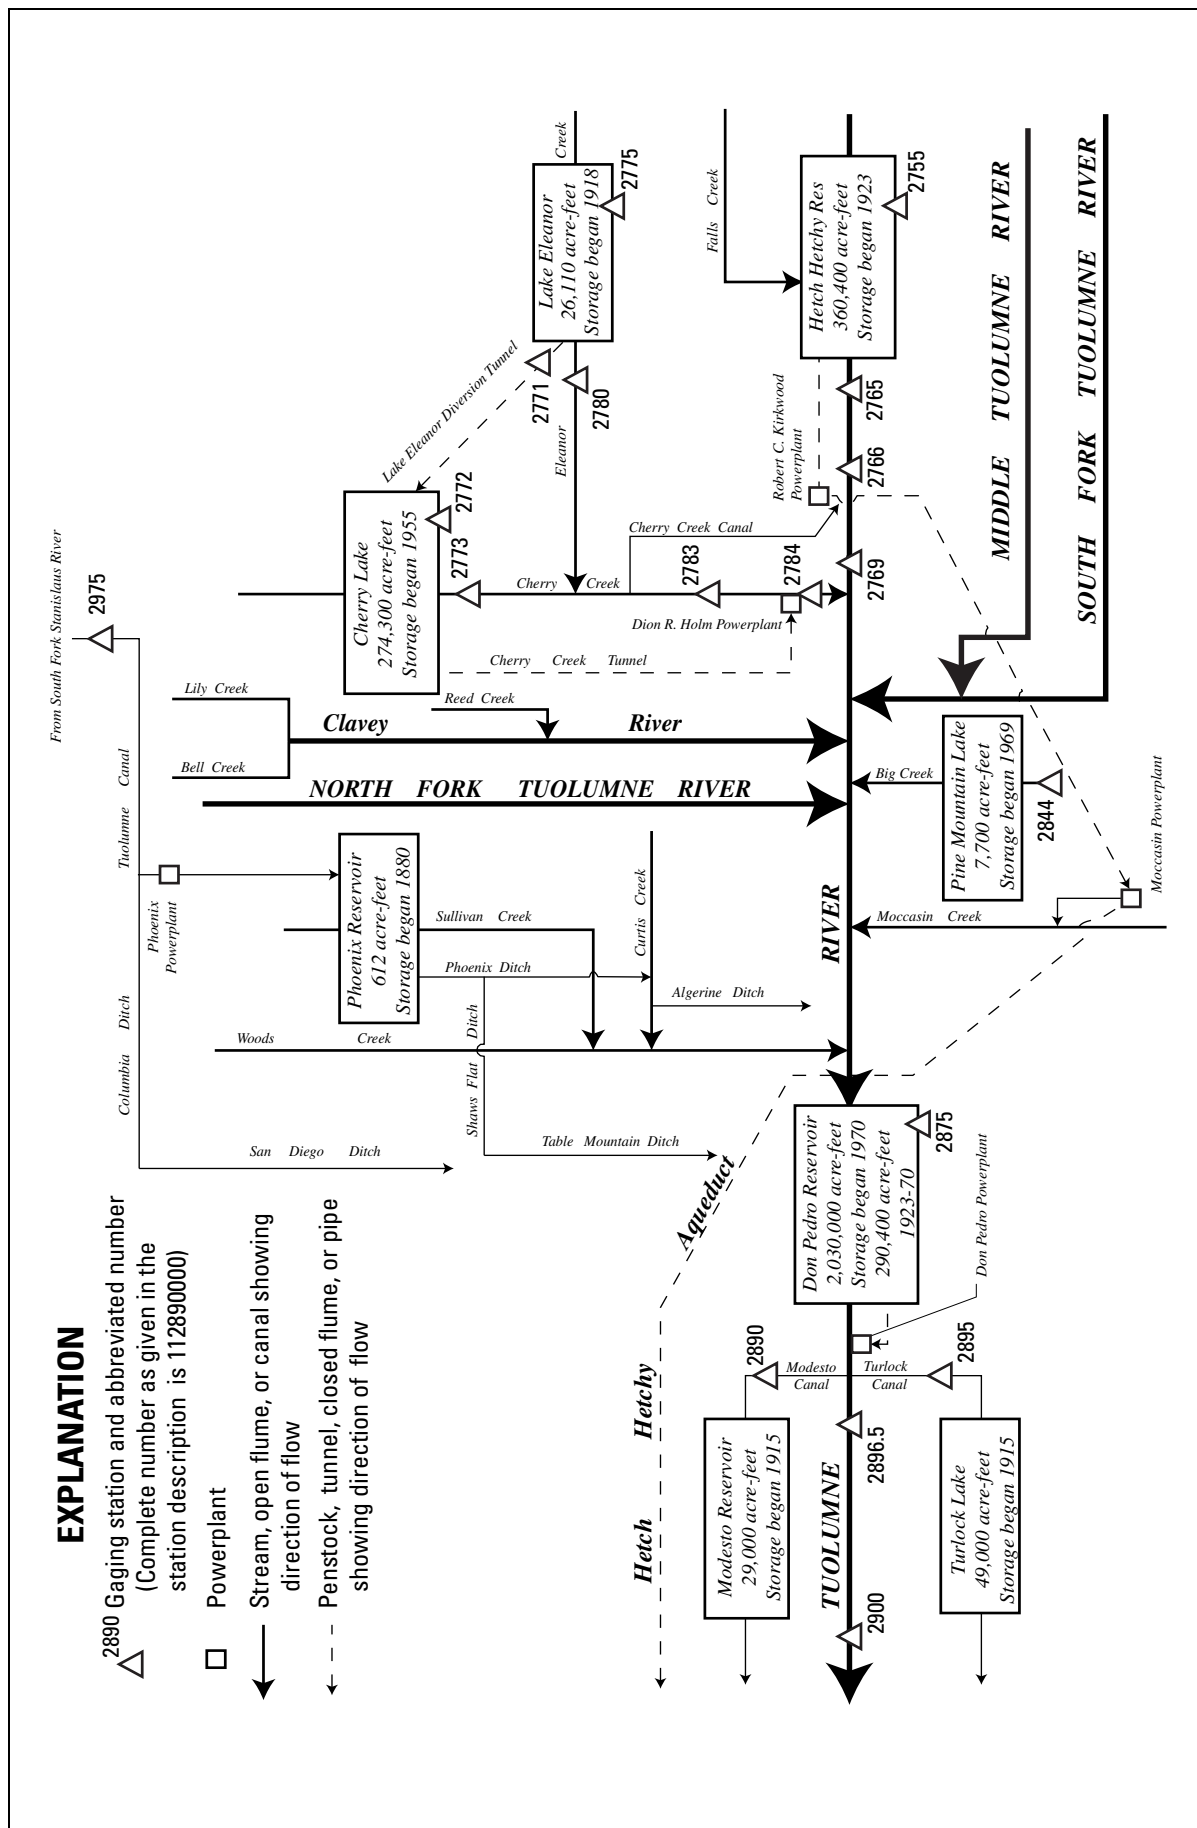 EXPLANATION
2890 Gaging station and abbreviated number
(Complete number as given in the
station description is 112890000)
Powerplant
Stream, open flume, or canal showing
direction of flow
Penstock, tunnel, closed flume, or pipe
showing direction of flow
From South Fork Stanislaus River
2975
Columbia Ditch
Tuolumne Canal
Phoenix
Powerplant
San Diego Ditch
Lily Creek
Bell Creek
Clavey River
Reed Creek
NORTH FORK TUOLUMNE RIVER
Phoenix Reservoir
612 acre-feet
Storage began 1880
Sullivan Creek
Phoenix Ditch
Curtis Creek
Algerine Ditch
Woods Creek
Shaws Flat Ditch
Table Mountain Ditch
Cherry Lake
274,300 acre-feet
Storage began 1955
2772
2773
Lake Eleanor Diversion Tunnel
2771
Lake Eleanor
26,110 acre-feet
Storage began 1918
2775
Eleanor Creek
2780
Cherry Creek
Cherry Creek Canal
2783
2784
Dion R. Holm Powerplant
Cherry Creek Tunnel
Falls Creek
Hetch Hetchy Res
360,400 acre-feet
Storage began 1923
2755
Robert C. Kirkwood
Powerplant
2765
2766
2769
MIDDLE TUOLUMNE RIVER
SOUTH FORK TUOLUMNE RIVER
Big Creek
Pine Mountain Lake
7,700 acre-feet
Storage began 1969
2844
Moccasin Powerplant
Moccasin Creek
Hetch Hetchy Aqueduct
Don Pedro Reservoir
2,030,000 acre-feet
Storage began 1970
290,400 acre-feet
1923-70
2875
Don Pedro Powerplant
2890
Modesto
Canal
Turlock
Canal
2895
Modesto Reservoir
29,000 acre-feet
Storage began 1915
TUOLUMNE RIVER
2896.5
2900
Turlock Lake
49,000 acre-feet
Storage began 1915